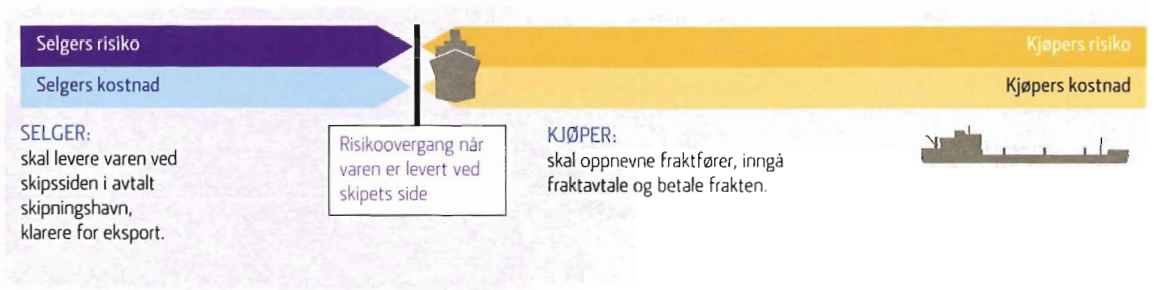 Selgers risiko
Kjøpers risiko
Selgers kostnad
Kjøpers kostnad
SELGER:
skal levere varen ved
skipssiden i avtalt
skipningshavn,
klarere for eksport.
Risikoovergang når
varen er levert ved
skipets side
KJØPER:
skal oppnevne fraktfører, inngå
fraktavtale og betale frakten.